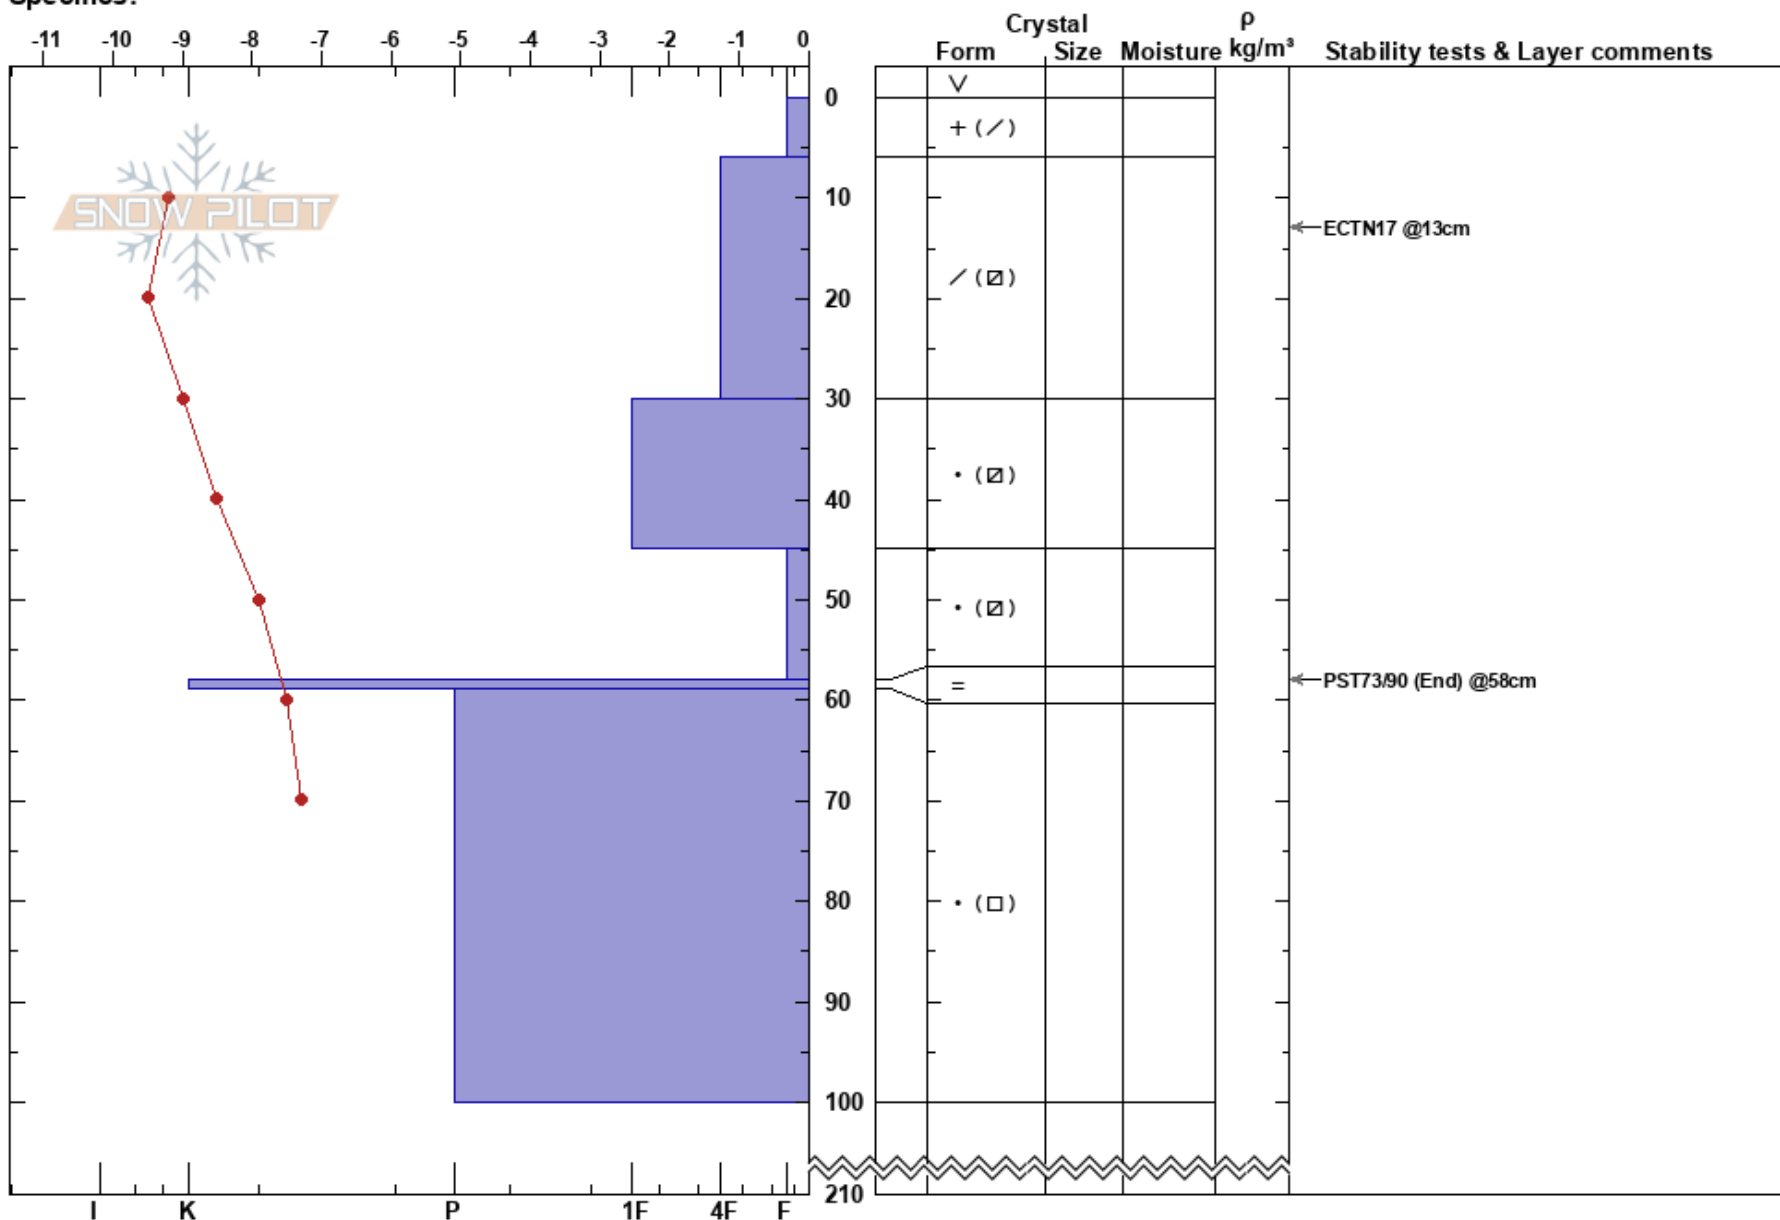 Specifics:
-11 -10 -9 -8 -7 -6 -5 -4 -3 -2 -1 0
Crystal ρ
Form Size Moisture kg/m³ Stability tests & Layer comments
SNOW PILOT
0
10
20
30
40
50
60
70
80
90
100
210
∨
+ (∕)
∕ (⧄)
• (⧄)
• (⧄)
=
• (□)
ECTN17 @13cm
PST73/90 (End) @58cm
I K P 1F 4F F